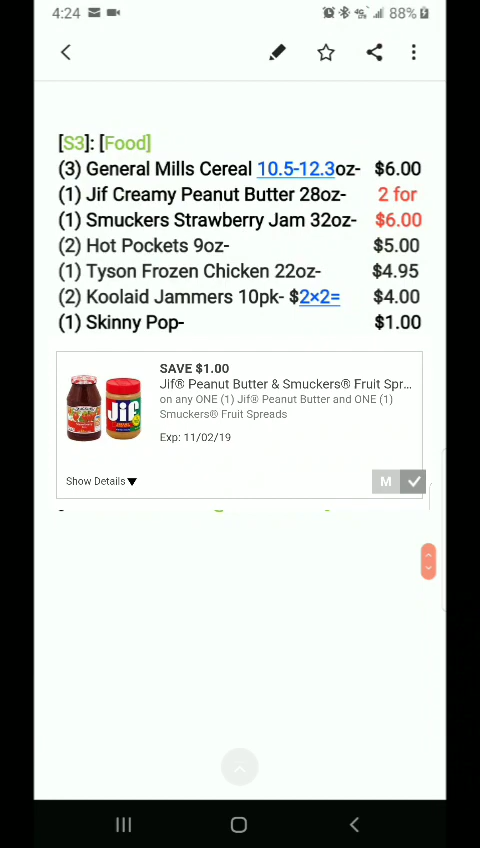 4:24 88%
[S3]: [Food]
(3) General Mills Cereal 10.5-12.3oz- $6.00
(1) Jif Creamy Peanut Butter 28oz- 2 for
(1) Smuckers Strawberry Jam 32oz- $6.00
(2) Hot Pockets 9oz- $5.00
(1) Tyson Frozen Chicken 22oz- $4.95
(2) Koolaid Jammers 10pk- $2×2= $4.00
(1) Skinny Pop- $1.00
SAVE $1.00
Jif® Peanut Butter & Smuckers® Fruit Spr...
on any ONE (1) Jif® Peanut Butter and ONE (1)
Smuckers® Fruit Spreads
Exp: 11/02/19
Jif
Show Details
M